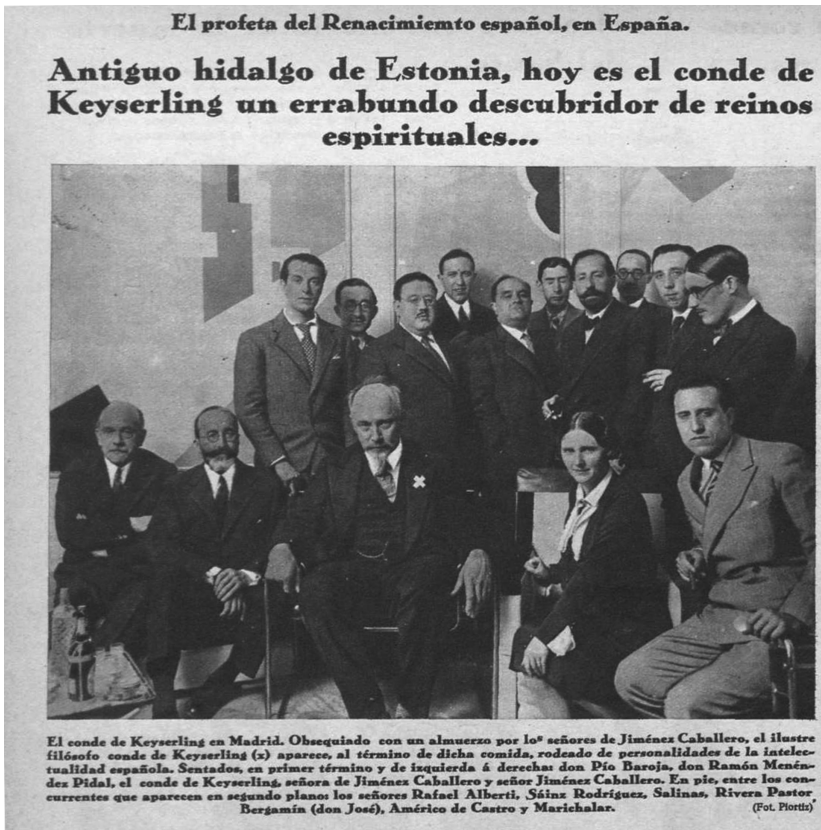 El profeta del Renacimiemto español, en España.
Antiguo hidalgo de Estonia, hoy es el conde de
Keyserling un errabundo descubridor de reinos
espirituales...
El conde de Keyserling en Madrid. Obsequiado con un almuerzo por los señores de Jiménez Caballero, el ilustre
filósofo conde de Keyserling (x) aparece, al término de dicha comida, rodeado de personalidades de la intelec-
tualidad española. Sentados, en primer término y de izquierda á derecha: don Pío Baroja, don Ramón Menén-
dez Pidal, el conde de Keyserling, señora de Jiménez Caballero y señor Jiménez Caballero. En pie, entre los con-
currentes que aparecen en segundo plano: los señores Rafael Alberti, Sáinz Rodríguez, Salinas, Rivera Pastor
Bergamín (don José), Américo de Castro y Marichalar.
(Fot. Piortiz)